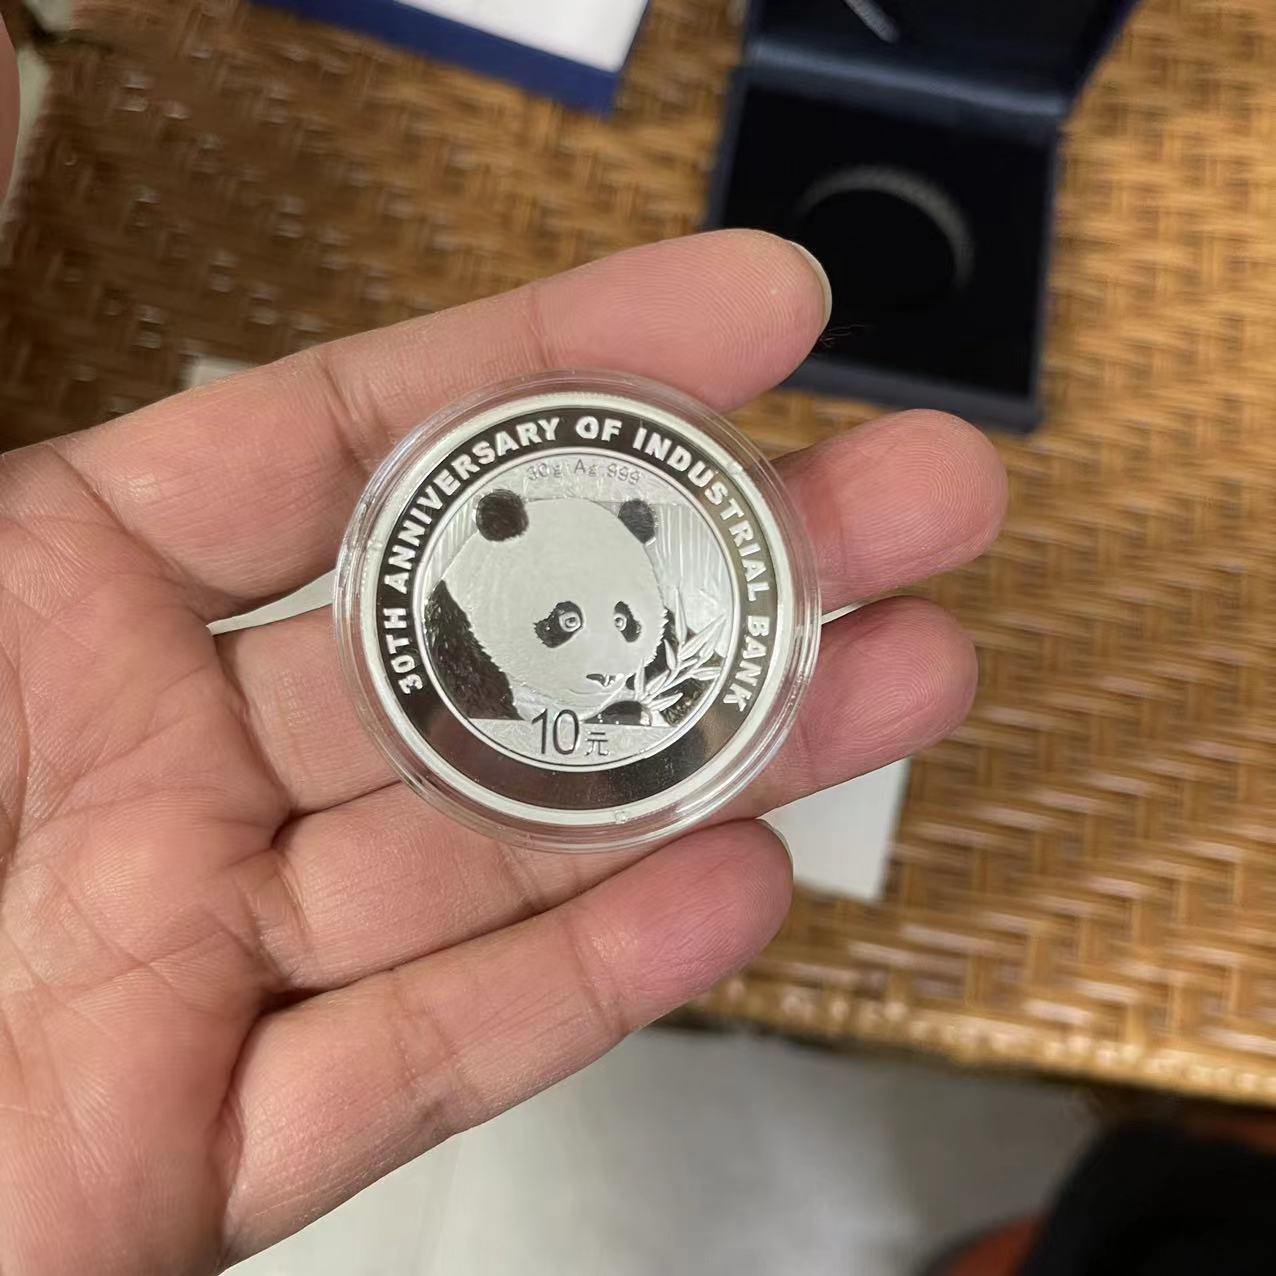 30TH ANNIVERSARY OF INDUSTRIAL BANK
30g Ag 999
10元